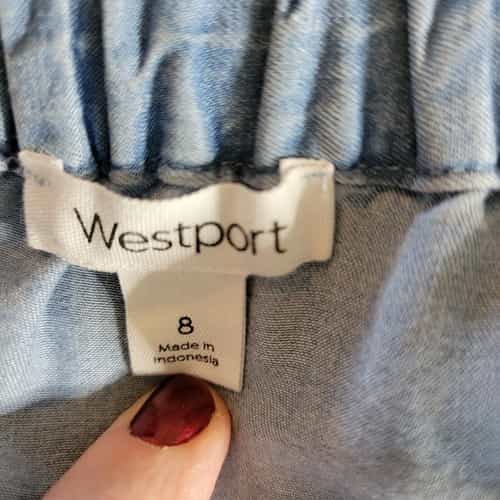 Westport
8
Made in
Indonesia